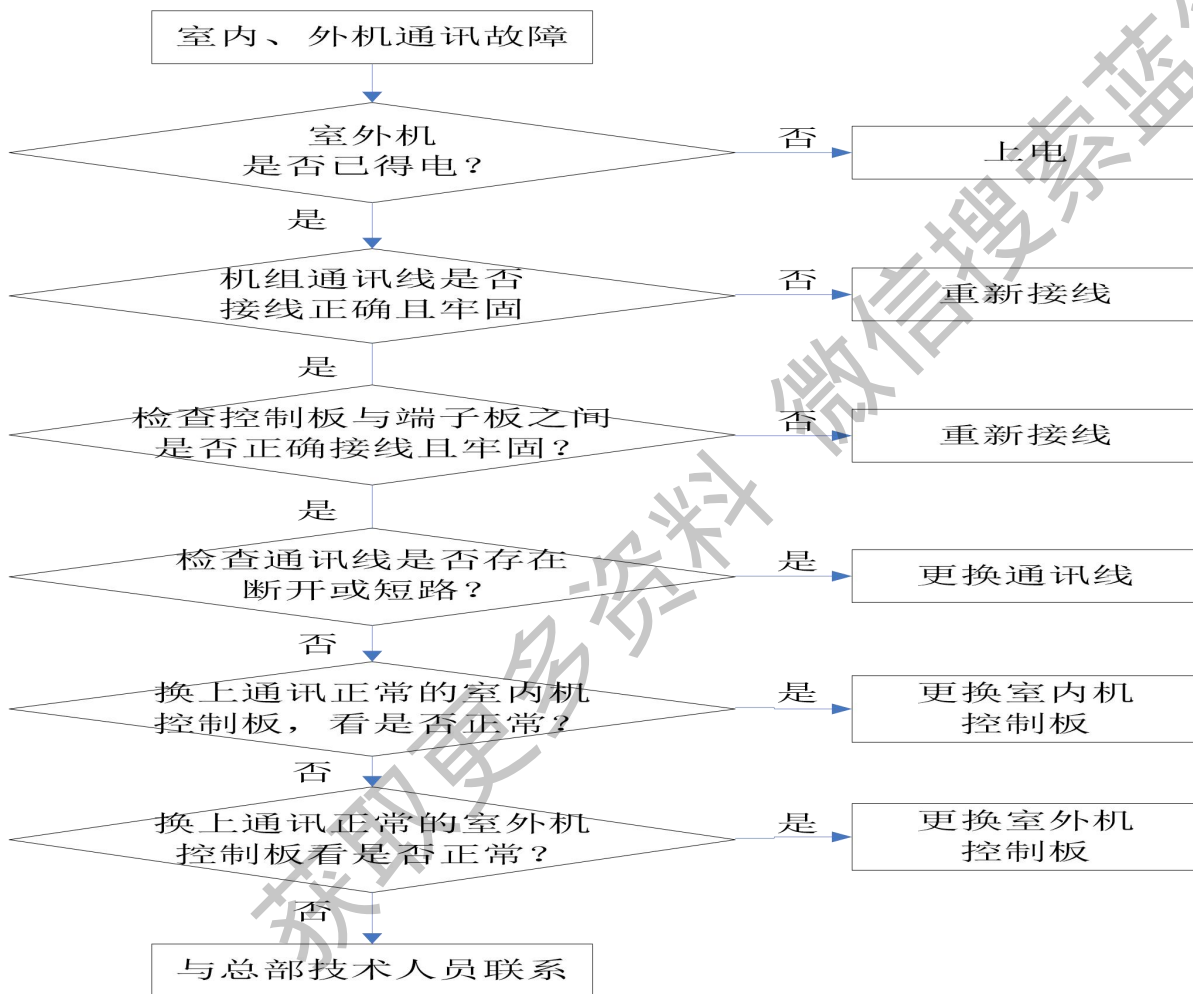 室内、外机通讯故障
室外机
是否已得电？
否
上电
是
机组通讯线是否
接线正确且牢固
否
重新接线
是
检查控制板与端子板之间
是否正确接线且牢固？
否
重新接线
是
检查通讯线是否存在
断开或短路？
是
更换通讯线
否
换上通讯正常的室内机
控制板，看是否正常？
是
更换室内机
控制板
否
换上通讯正常的室外机
控制板看是否正常？
是
更换室外机
控制板
否
与总部技术人员联系
获取更多资料 微信搜索蓝